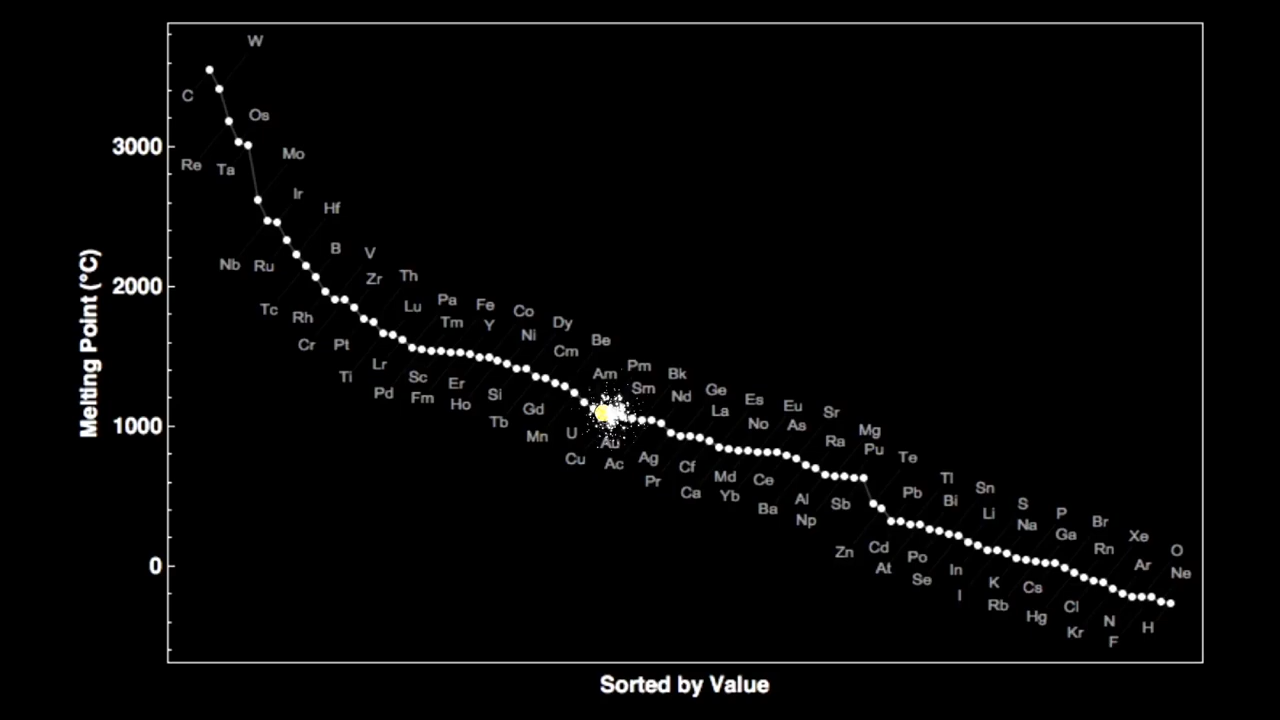 W
C
Os
Mo
3000
Re
Ta
Ir
Hf
B
V
Nb
Ru
Zr
Th
2000
Melting Point (°C)
Tc
Rh
Lu
Pa
Fe
Co
Tm
Y
Dy
Cr
Pt
Ni
Be
Ti
Lr
Cm
Am
Pm
Bk
Pd
Sc
Er
Sm
Ge
Fm
Ho
Si
Nd
Es
Eu
Sr
Tb
Gd
La
No
As
Mg
1000
Mn
U
Au
Ra
Pu
Te
Cu
Ac
Ag
Cf
Md
Ce
Tl
Sn
Pr
Ca
Yb
Al
Pb
Bi
S
P
Br
Ba
Np
Sb
Li
Na
Ga
Xe
O
Zn
Cd
Po
Rn
Ar
Ne
0
At
Se
In
K
Cs
Cl
I
Rb
Hg
N
H
Kr
F
Sorted by Value